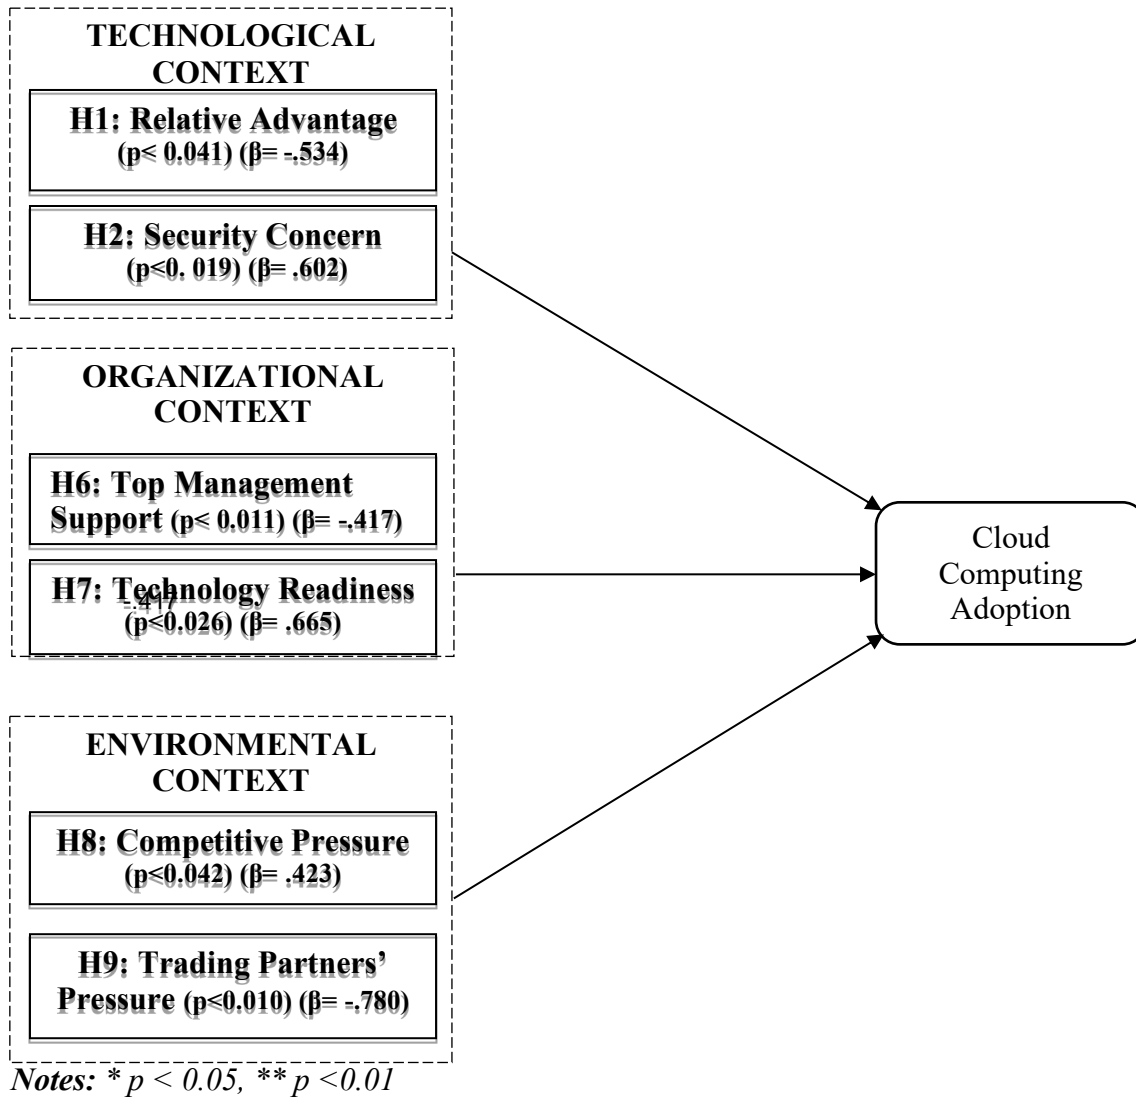 TECHNOLOGICAL
CONTEXT
H1: Relative Advantage
(p< 0.041) (β= -.534)
H2: Security Concern
(p<0. 019) (β= .602)
ORGANIZATIONAL
CONTEXT
H6: Top Management
Support (p< 0.011) (β= -.417)
H7: Technology Readiness
-.417
(p<0.026) (β= .665)
Cloud
Computing
Adoption
ENVIRONMENTAL
CONTEXT
H8: Competitive Pressure
(p<0.042) (β= .423)
H9: Trading Partners’
Pressure (p<0.010) (β= -.780)
Notes: * p < 0.05, ** p <0.01